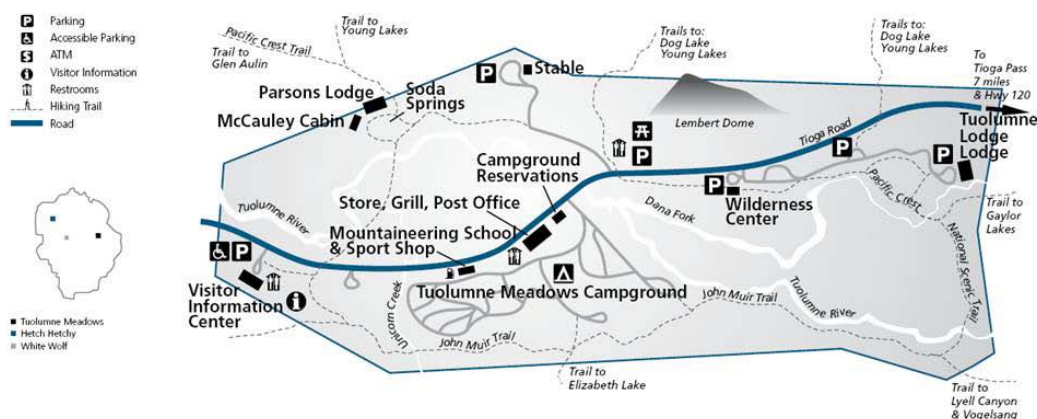 Parking
Accessible Parking
ATM
Visitor Information
Restrooms
Hiking Trail
Road
Tuolumne Meadows
Hetch Hetchy
White Wolf
Pacific Crest Trail
Trail to
Glen Aulin
Trail to
Young Lakes
Parsons Lodge
McCauley Cabin
Soda
Springs
P
Stable
Trails to:
Dog Lake
Young Lakes
Lembert Dome
P
Trails to:
Dog Lake
Young Lakes
To
Tioga Pass
7 miles
& Hwy 120
Tioga Road
P
P
Tuolumne
Lodge
Lodge
Campground
Reservations
Store, Grill, Post Office
Mountaineering School
& Sport Shop
P
Wilderness
Center
Dana Fork
Pacific Crest
National Scenic Trail
Trail to
Gaylor
Lakes
Tuolumne River
P
Visitor
Information
Center
Unicorn Creek
Tuolumne Meadows Campground
John Muir Trail
John Muir Trail
Tuolumne River
Trail to
Elizabeth Lake
Trail to
Lyell Canyon
& Vogelsang